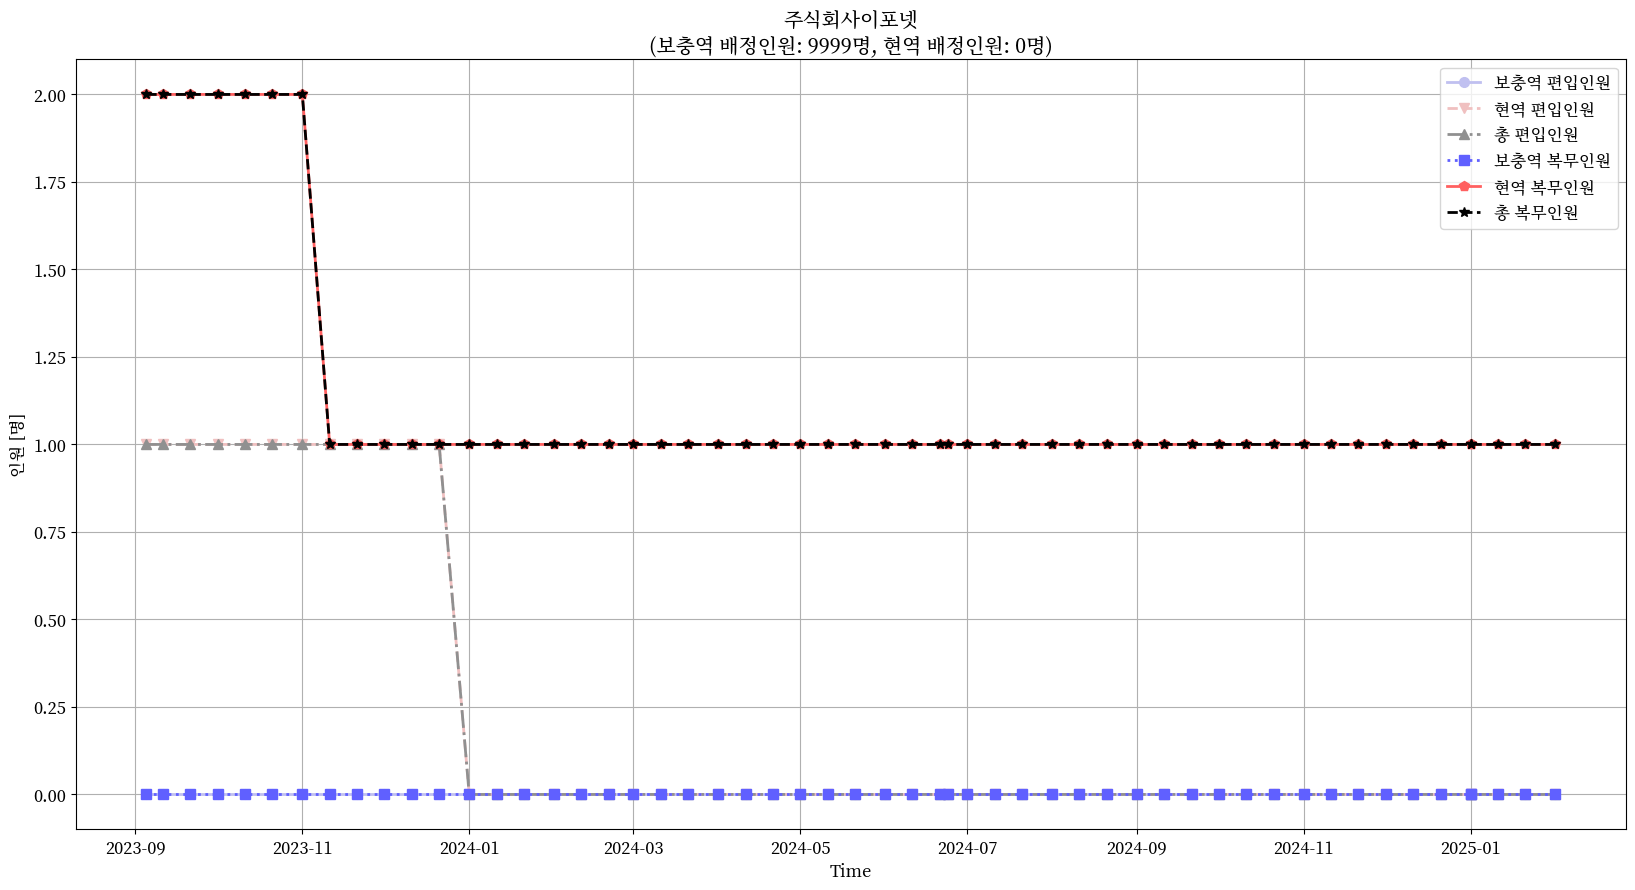 주식회사이포넷
(보충역 배정인원: 9999명, 현역 배정인원: 0명)
보충역 편입인원
현역 편입인원
총 편입인원
보충역 복무인원
현역 복무인원
총 복무인원
인원 [명]
2.00
1.75
1.50
1.25
1.00
0.75
0.50
0.25
0.00
2023-09
2023-11
2024-01
2024-03
2024-05
2024-07
2024-09
2024-11
2025-01
Time